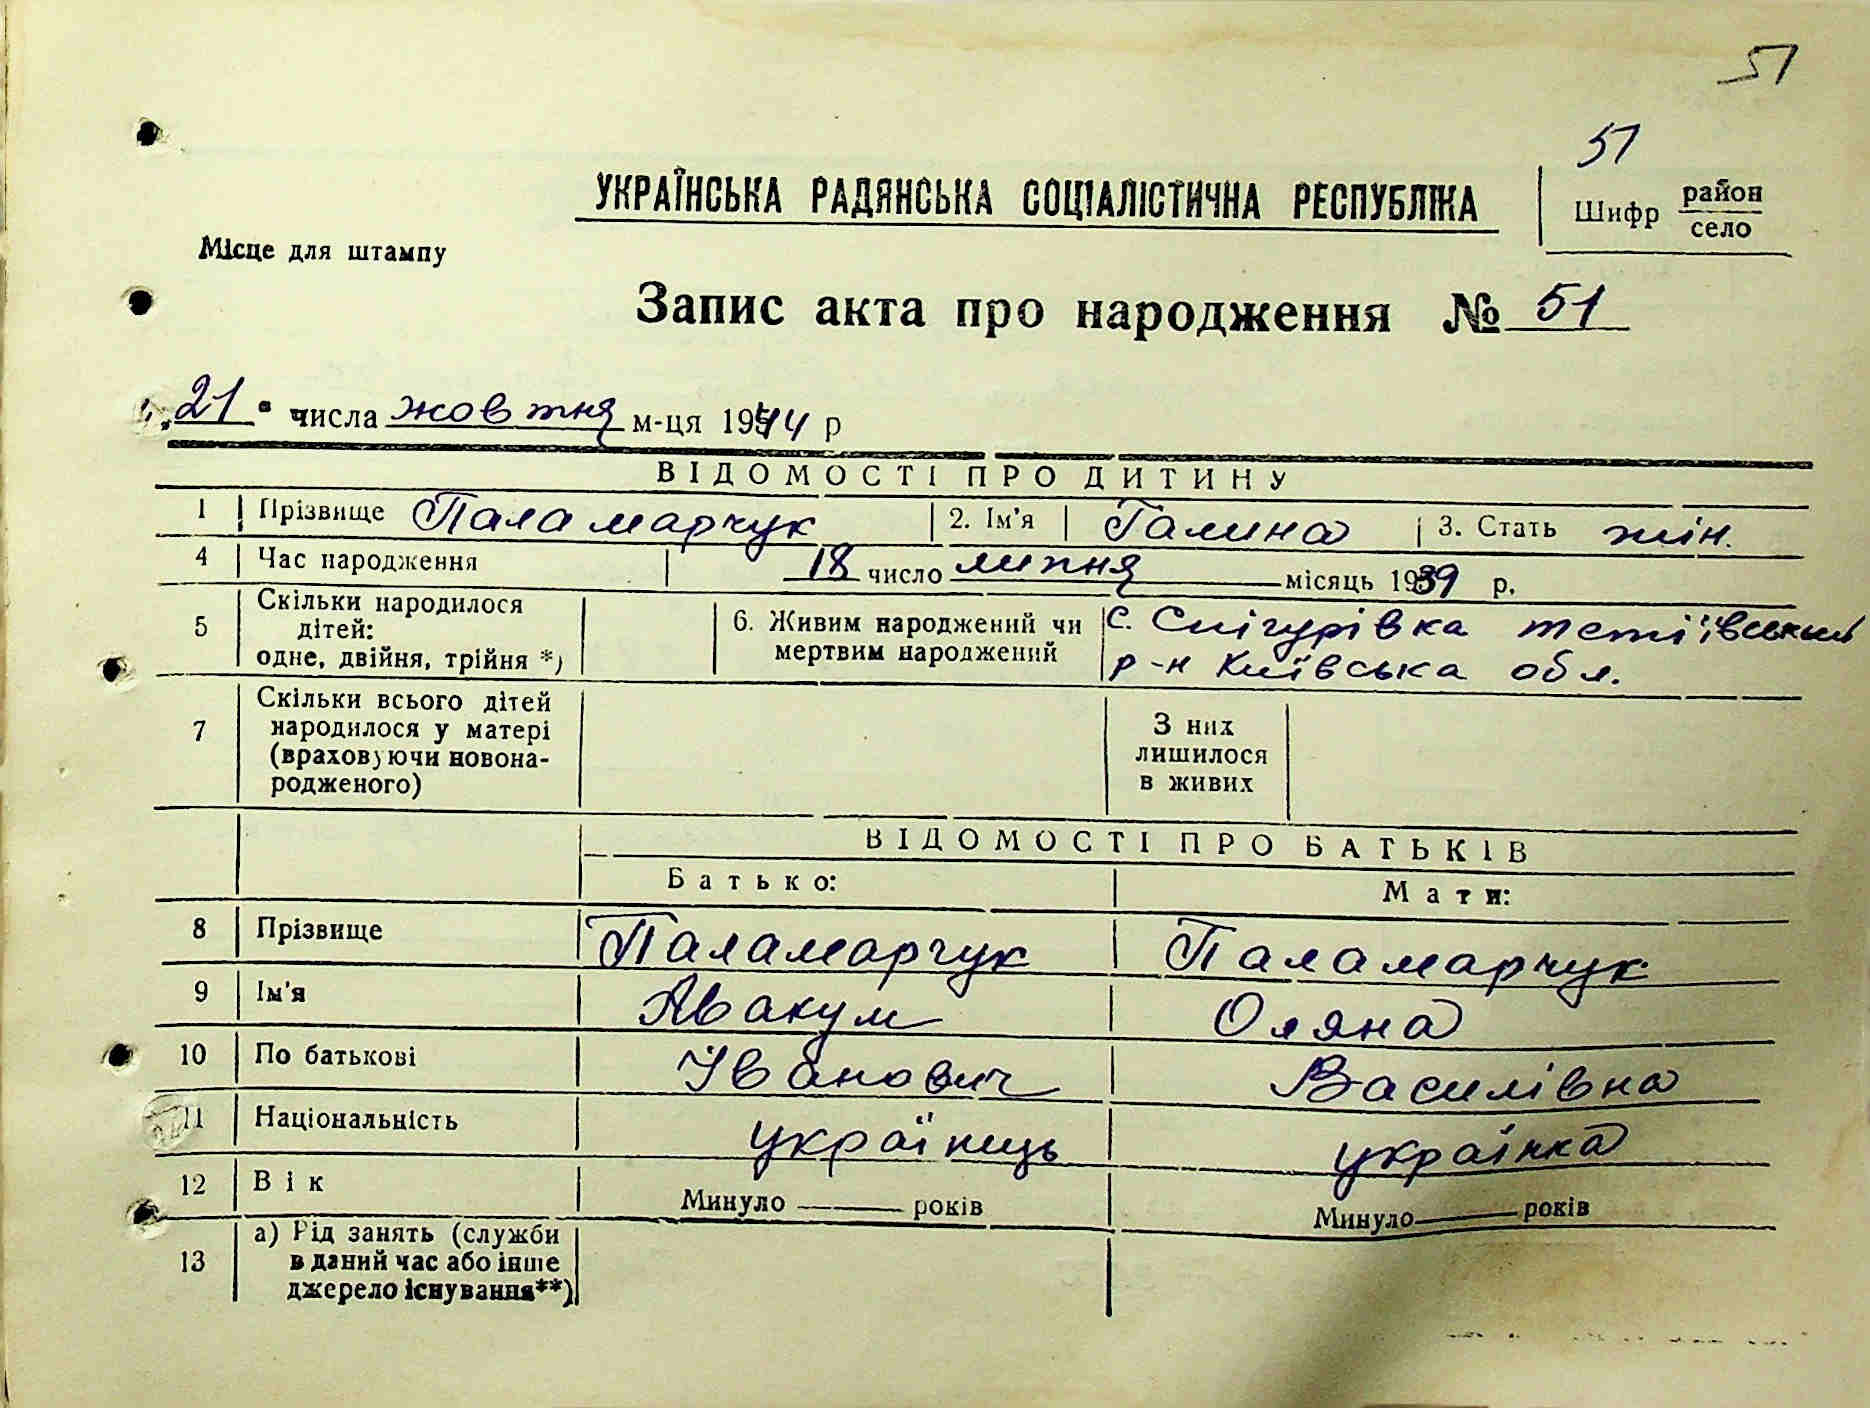 51
51
УКРАЇНСЬКА РАДЯНСЬКА СОЦІАЛІСТИЧНА РЕСПУБЛІКА
Шифр район
село
Місце для штампу
Запис акта про народження № 51
„21" числа жовтня м-ця 1944 р
ВІДОМОСТІ ПРО ДИТИНУ
1 Прізвище Паламарчук 2. Ім'я Галина 3. Стать жін.
4 Час народження 18 число липня місяць 1939 р.
5 Скільки народилося дітей: одне, двійня, трійня *)
6. Живим народжений чи мертвим народжений
с. Снігурівка тетіївський
р-н Київська обл.
7 Скільки всього дітей народилося у матері (враховуючи новонародженого)
З них лишилося в живих
ВІДОМОСТІ ПРО БАТЬКІВ
Батько: Мати:
8 Прізвище Паламарчук Паламарчук
9 Ім'я Авакум Оляна
10 По батькові Іванович Василівна
11 Національність українець українка
12 Вік Минуло —— років Минуло —— років
13 а) Рід занять (служби в даний час або інше джерело існування**)